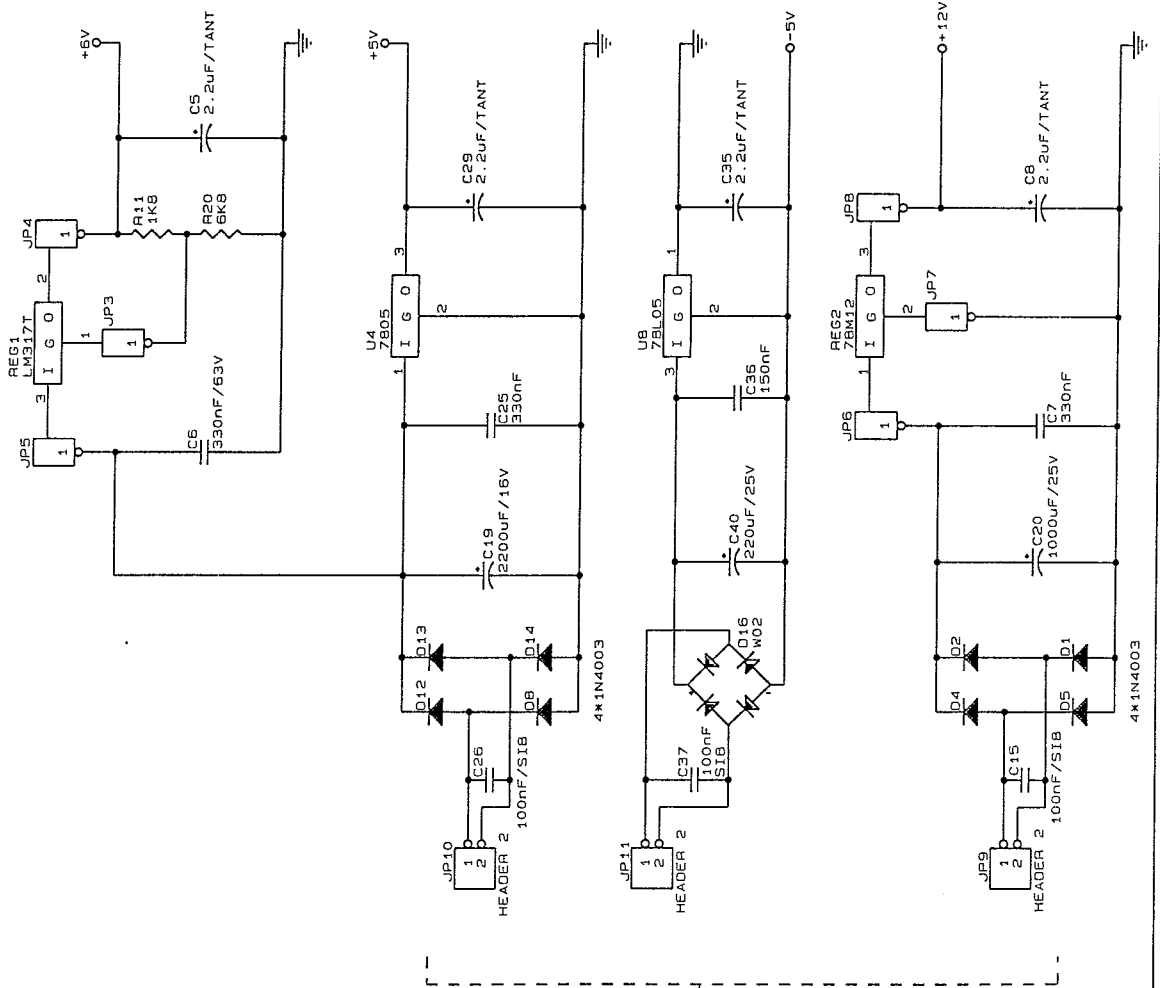 +6V
C5
2.2uF/TANT
JP4
1
R11
1K8
R20
6K8
2
REG1
LM317T
I G O
1
JP3
1
3
JP5
1
C6
330nF/63V
+5V
C29
2.2uF/TANT
3
U4
7805
I G O
2
1
C25
330nF
C19
2200uF/16V
D13
D14
D12
D8
4*1N4003
C26
100nF/SIB
JP10
1
2
HEADER 2
-5V
C35
2.2uF/TANT
1
U8
78L05
I G O
2
3
C36
150nF
C40
220uF/25V
D16
W02
+
-
C37
100nF
SIB
JP11
1
2
HEADER 2
+12V
C8
2.2uF/TANT
JP8
1
3
REG2
78M12
I G O
2
JP7
1
1
JP6
1
C7
330nF
C20
1000uF/25V
D2
D1
D4
D5
4*1N4003
C15
100nF/SIB
JP9
1
2
HEADER 2